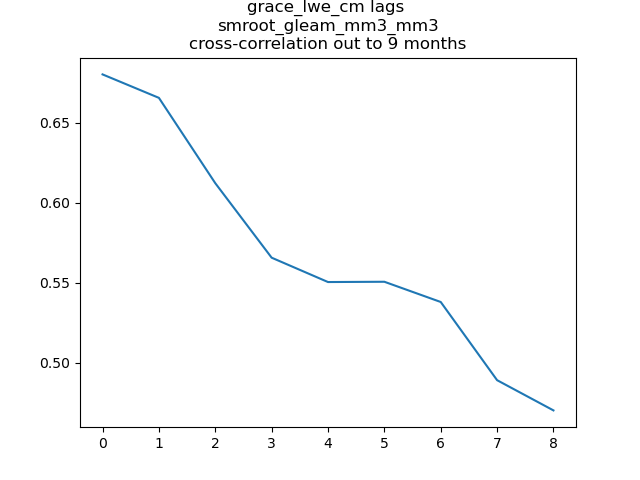 grace_lwe_cm lags
smroot_gleam_mm3_mm3
cross-correlation out to 9 months
0.65
0.60
0.55
0.50
0 1 2 3 4 5 6 7 8